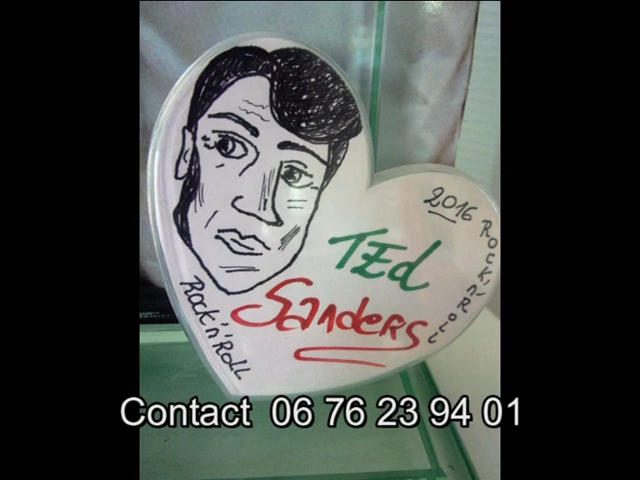 2016 ROCK'n'ROLL
TEd
Sanders
Rock'n'Roll
Contact 06 76 23 94 01